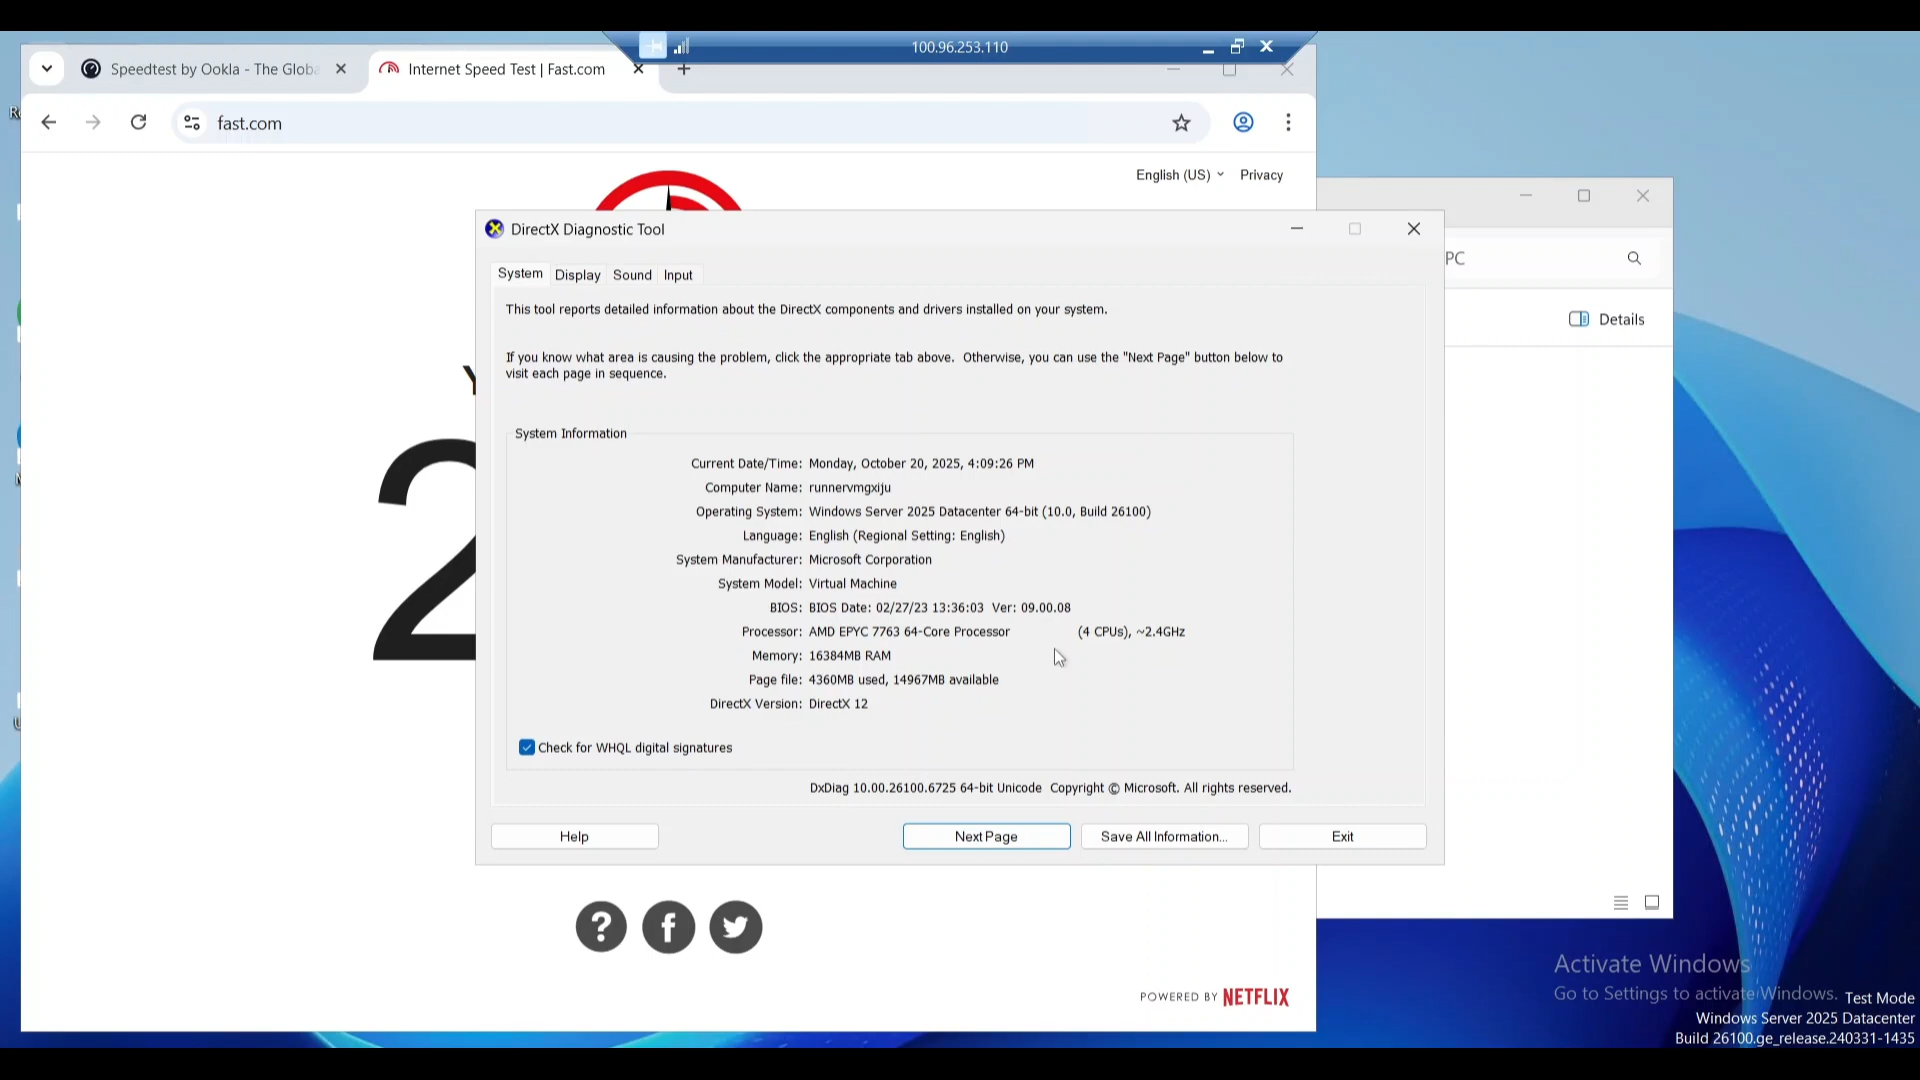 100.96.253.110
Speedtest by Ookla - The Globa
Internet Speed Test | Fast.com
fast.com
English (US)
Privacy
DirectX Diagnostic Tool
PC
System
Display
Sound
Input
This tool reports detailed information about the DirectX components and drivers installed on your system.
Details
If you know what area is causing the problem, click the appropriate tab above.  Otherwise, you can use the "Next Page" button below to
visit each page in sequence.
Y
2
System Information
Current Date/Time: Monday, October 20, 2025, 4:09:26 PM
Computer Name: runnervmgxiju
Operating System: Windows Server 2025 Datacenter 64-bit (10.0, Build 26100)
Language: English (Regional Setting: English)
System Manufacturer: Microsoft Corporation
System Model: Virtual Machine
BIOS: BIOS Date: 02/27/23 13:36:03  Ver: 09.00.08
Processor: AMD EPYC 7763 64-Core Processor (4 CPUs), ~2.4GHz
Memory: 16384MB RAM
Page file: 4360MB used, 14967MB available
DirectX Version: DirectX 12
Check for WHQL digital signatures
DxDiag 10.00.26100.6725 64-bit Unicode  Copyright © Microsoft. All rights reserved.
Help
Next Page
Save All Information...
Exit
POWERED BY NETFLIX
Activate Windows
Go to Settings to activate Windows.
Test Mode
Windows Server 2025 Datacenter
Build 26100.ge_release.240331-1435